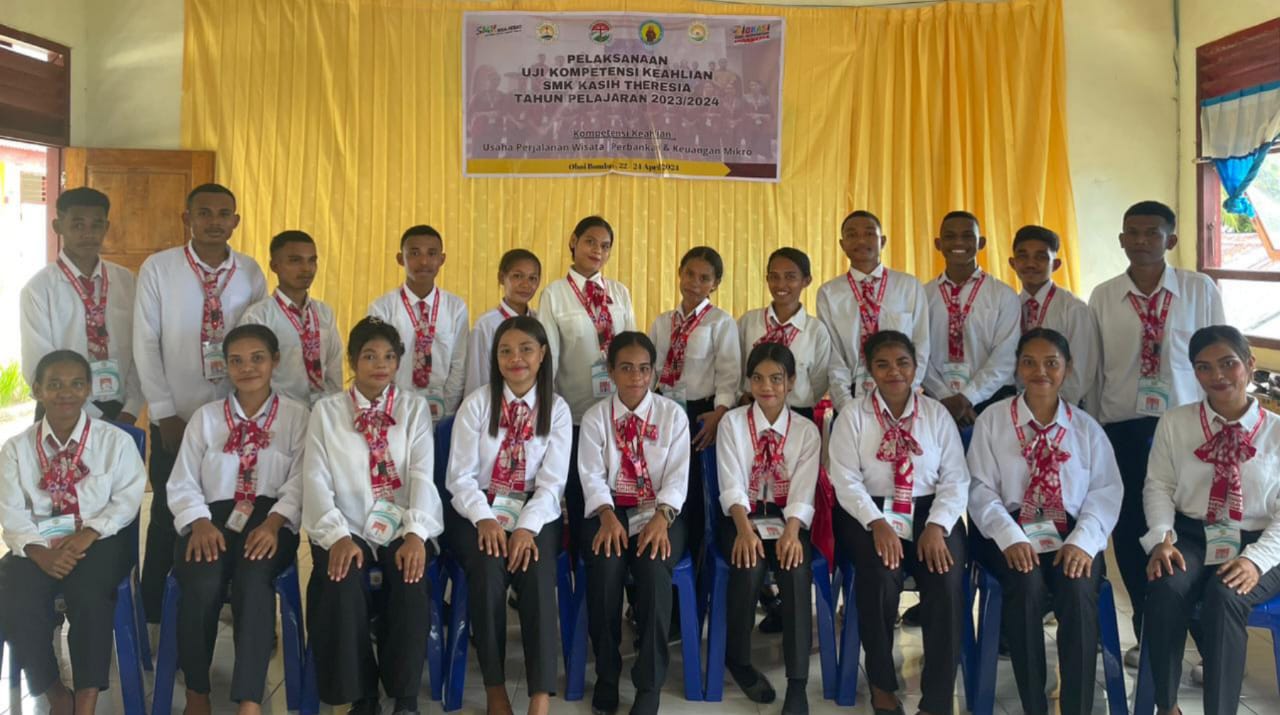 PELAKSANAAN
UJI KOMPETENSI KEAHLIAN
SMK KASIH THERESIA
TAHUN PELAJARAN 2023/2024
Kompetensi Keahlian
Usaha Perjalanan Wisata Perbankan & Keuangan Mikro
22 - 24 April 2024